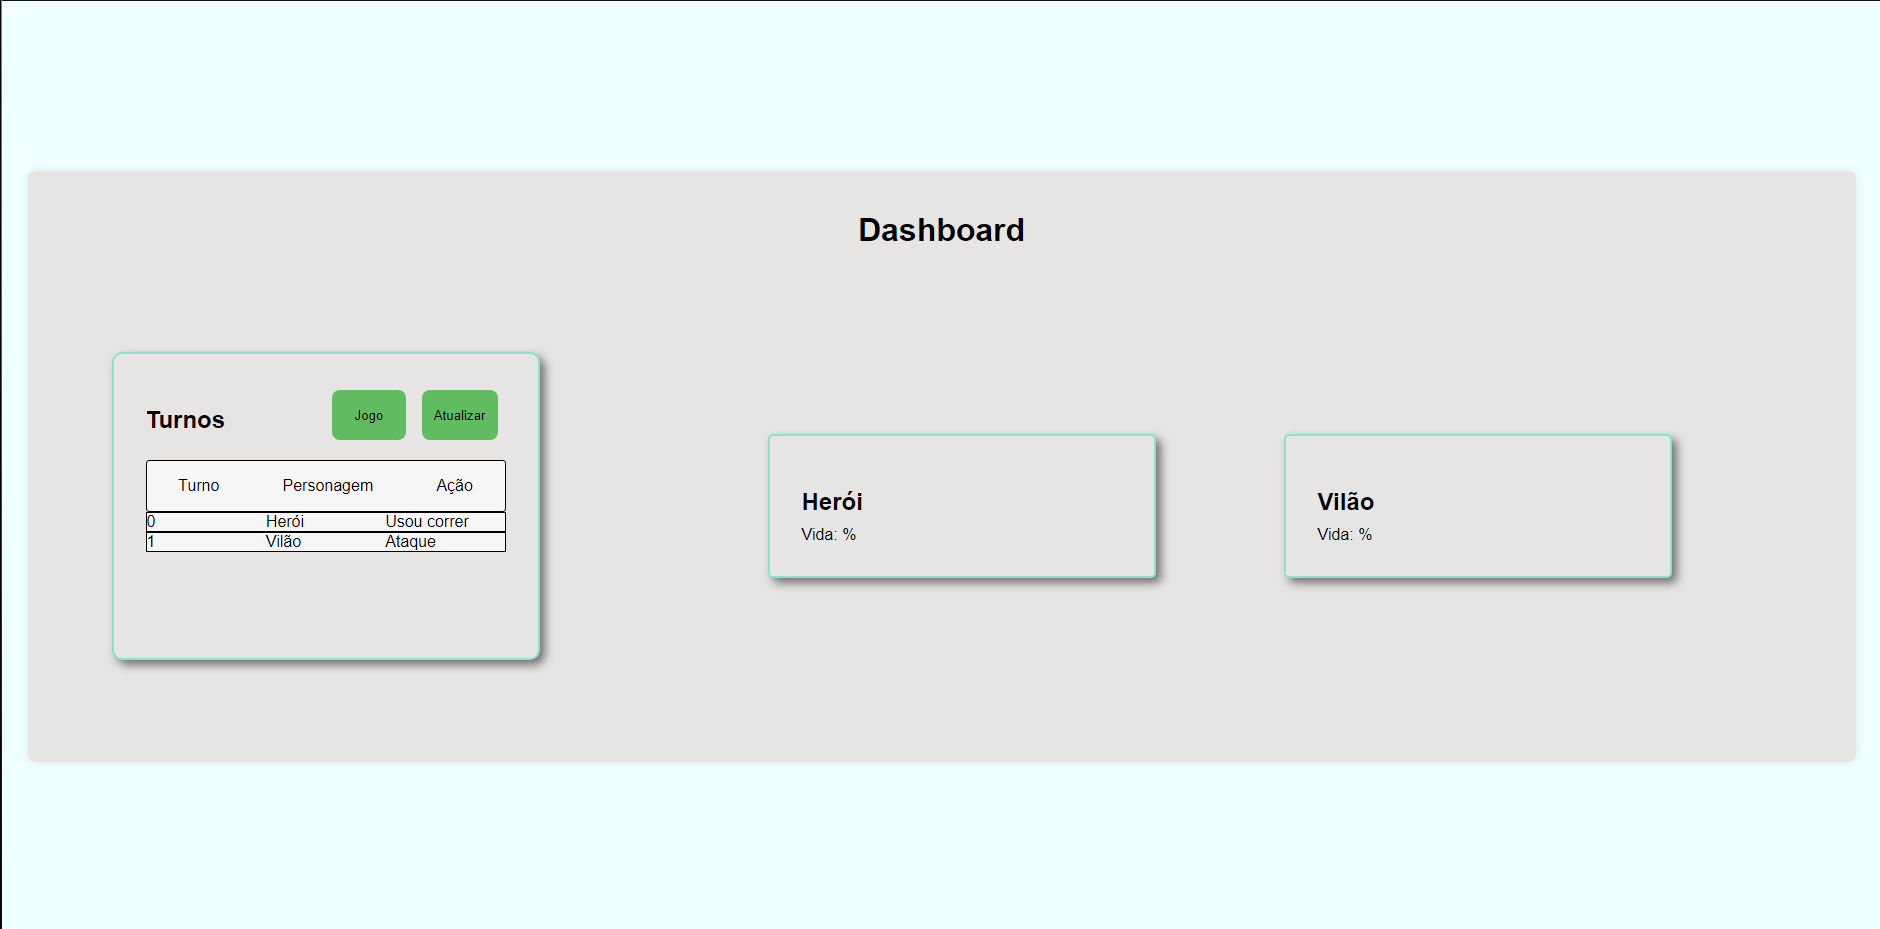 Dashboard
Turnos
Jogo
Atualizar
Turno Personagem Ação
0 Herói Usou correr
1 Vilão Ataque
Herói
Vida: %
Vilão
Vida: %